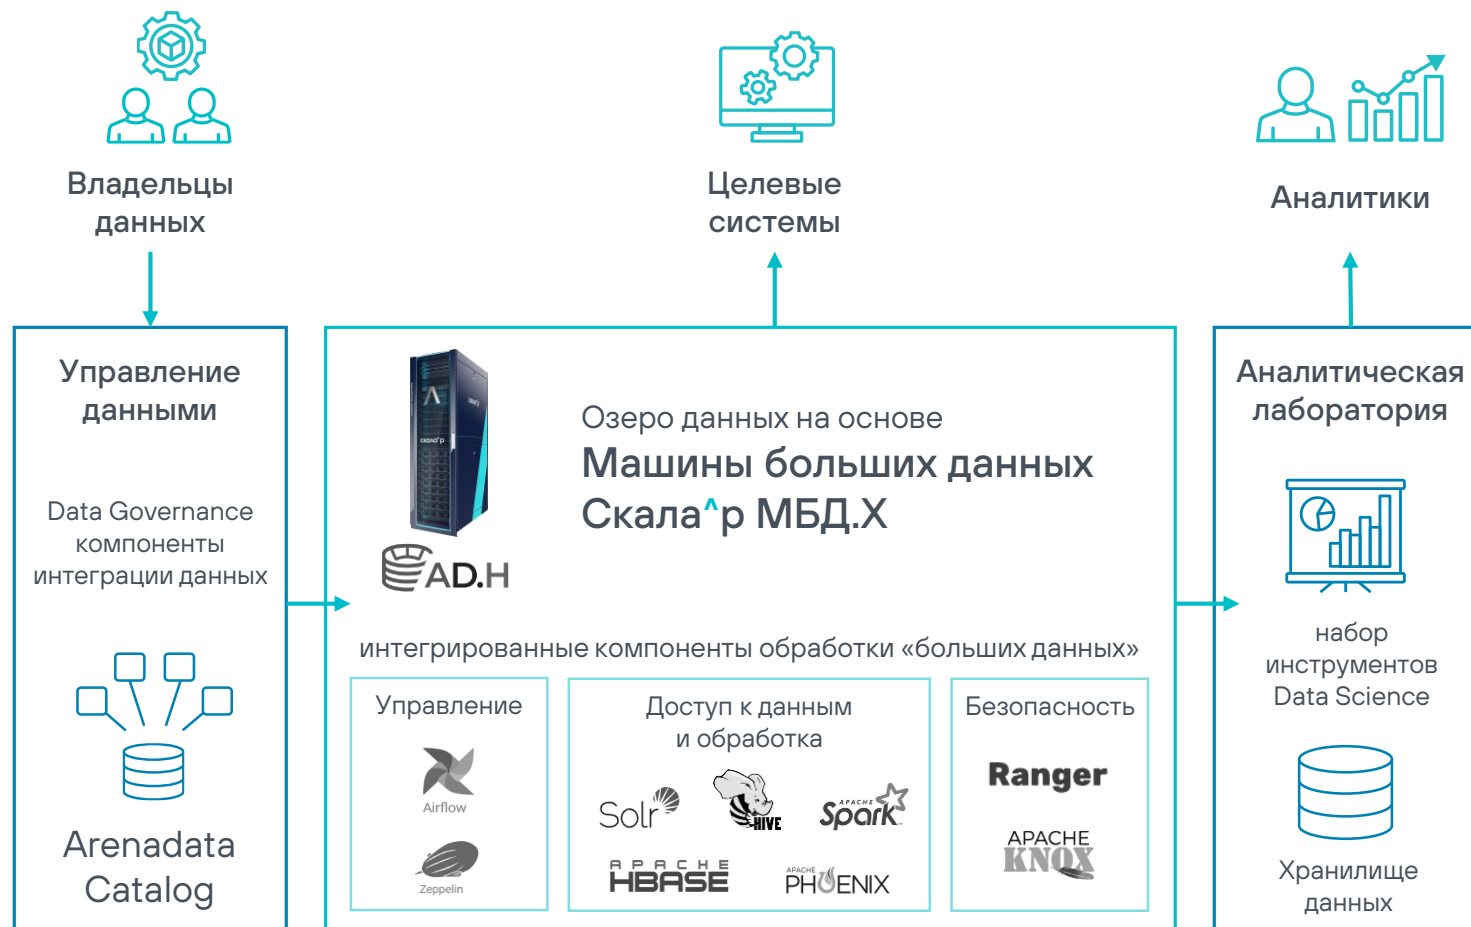 Владельцы
данных
Целевые
системы
Аналитики
Управление
данными
Data Governance
компоненты
интеграции данных
Arenadata
Catalog
скала^р
Озеро данных на основе
Машины больших данных
Скала^р МБД.Х
AD.H
интегрированные компоненты обработки «больших данных»
Управление
Airflow
Zeppelin
Доступ к данным
и обработка
Solr
HIVE
APACHE
Spark
APACHE
HBASE
APACHE
PHOENIX
Безопасность
Ranger
APACHE
KNOX
Аналитическая
лаборатория
набор
инструментов
Data Science
Хранилище
данных